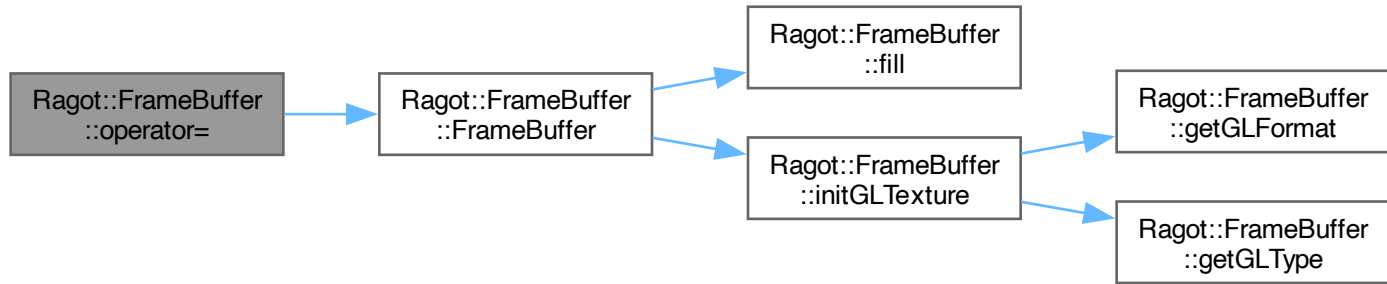 Ragot::FrameBuffer
::operator=
Ragot::FrameBuffer
::FrameBuffer
Ragot::FrameBuffer
::fill
Ragot::FrameBuffer
::initGLTexture
Ragot::FrameBuffer
::getGLFormat
Ragot::FrameBuffer
::getGLType